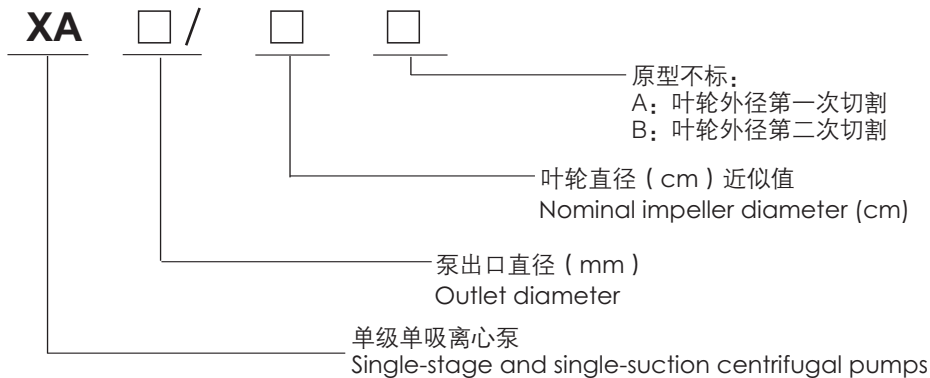 XA □ / □ □
原型不标：
A：叶轮外径第一次切割
B：叶轮外径第二次切割
叶轮直径（cm）近似值
Nominal impeller diameter (cm)
泵出口直径（mm）
Outlet diameter
单级单吸离心泵
Single-stage and single-suction centrifugal pumps